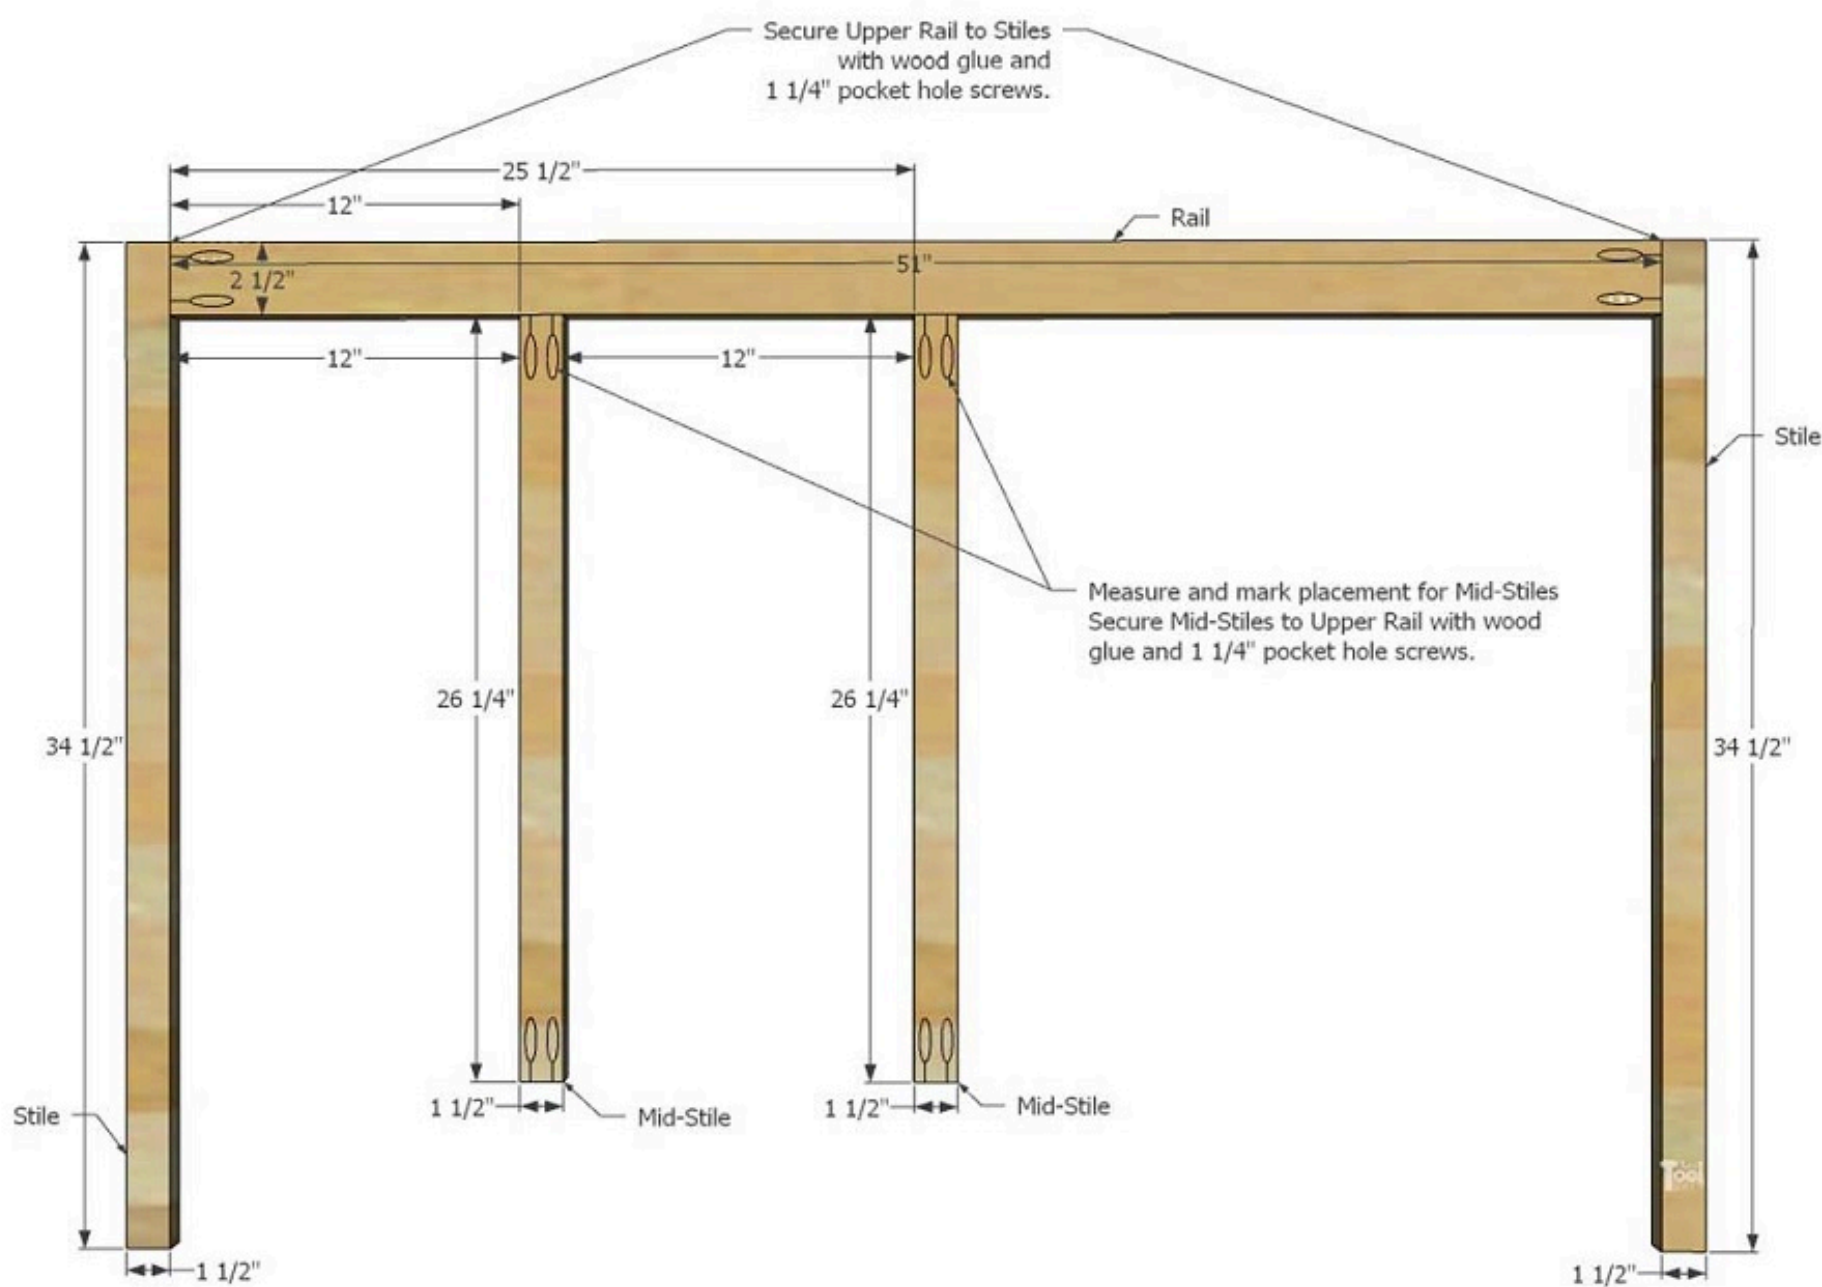 Secure Upper Rail to Stiles
with wood glue and
1 1/4" pocket hole screws.
25 1/2"
12"
Rail
51"
2 1/2"
12"
12"
Stile
Measure and mark placement for Mid-Stiles
Secure Mid-Stiles to Upper Rail with wood
glue and 1 1/4" pocket hole screws.
26 1/4"
26 1/4"
34 1/2"
34 1/2"
1 1/2"
1 1/2"
Stile
Mid-Stile
Mid-Stile
Tool
1 1/2"
1 1/2"